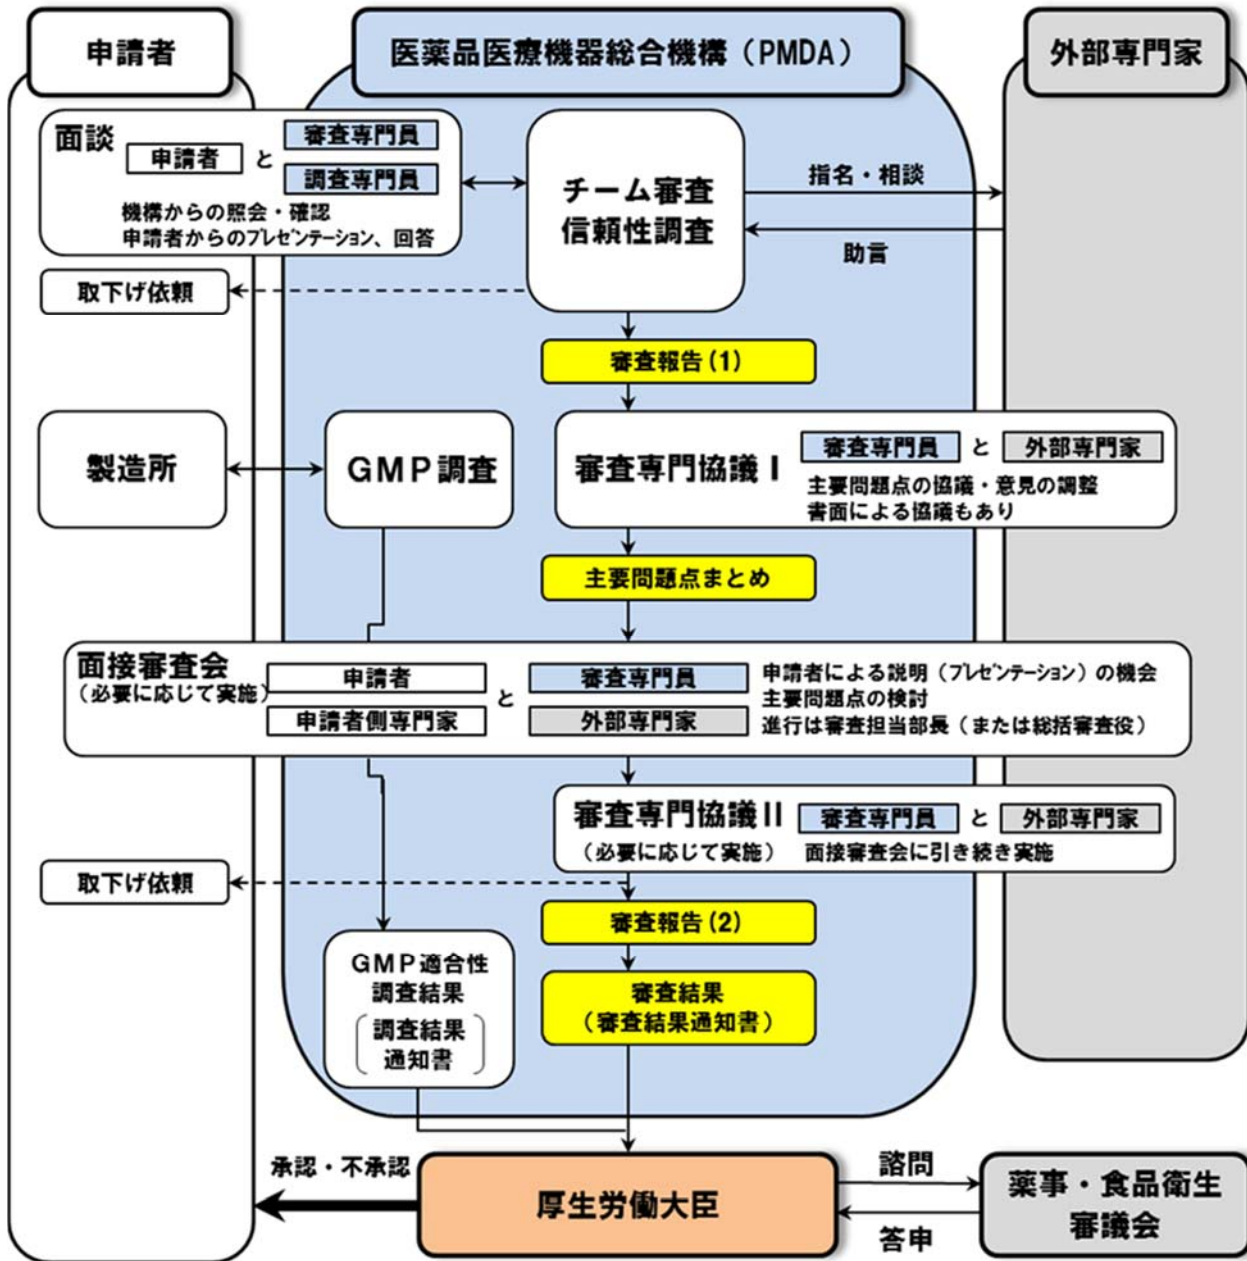 申請者
医薬品医療機器総合機構（PMDA）
外部専門家
面談
申請者 と 審査専門員
調査専門員
機構からの照会・確認
申請者からのﾌﾟﾚｾﾞﾝﾃｰｼｮﾝ、回答
チーム審査
信頼性調査
指名・相談
助言
取下げ依頼
審査報告(1)
製造所
GMP調査
審査専門協議Ⅰ
審査専門員 と 外部専門家
主要問題点の協議・意見の調整
書面による協議もあり
主要問題点まとめ
面接審査会
（必要に応じて実施）
申請者
申請者側専門家
と
審査専門員
外部専門家
申請者による説明（ﾌﾟﾚｾﾞﾝﾃｰｼｮﾝ）の機会
主要問題点の検討
進行は審査担当部長（または総括審査役）
審査専門協議Ⅱ
審査専門員 と 外部専門家
（必要に応じて実施） 面接審査会に引き続き実施
取下げ依頼
審査報告(2)
GMP適合性
調査結果
調査結果
通知書
審査結果
（審査結果通知書）
承認・不承認
厚生労働大臣
諮問
答申
薬事・食品衛生
審議会